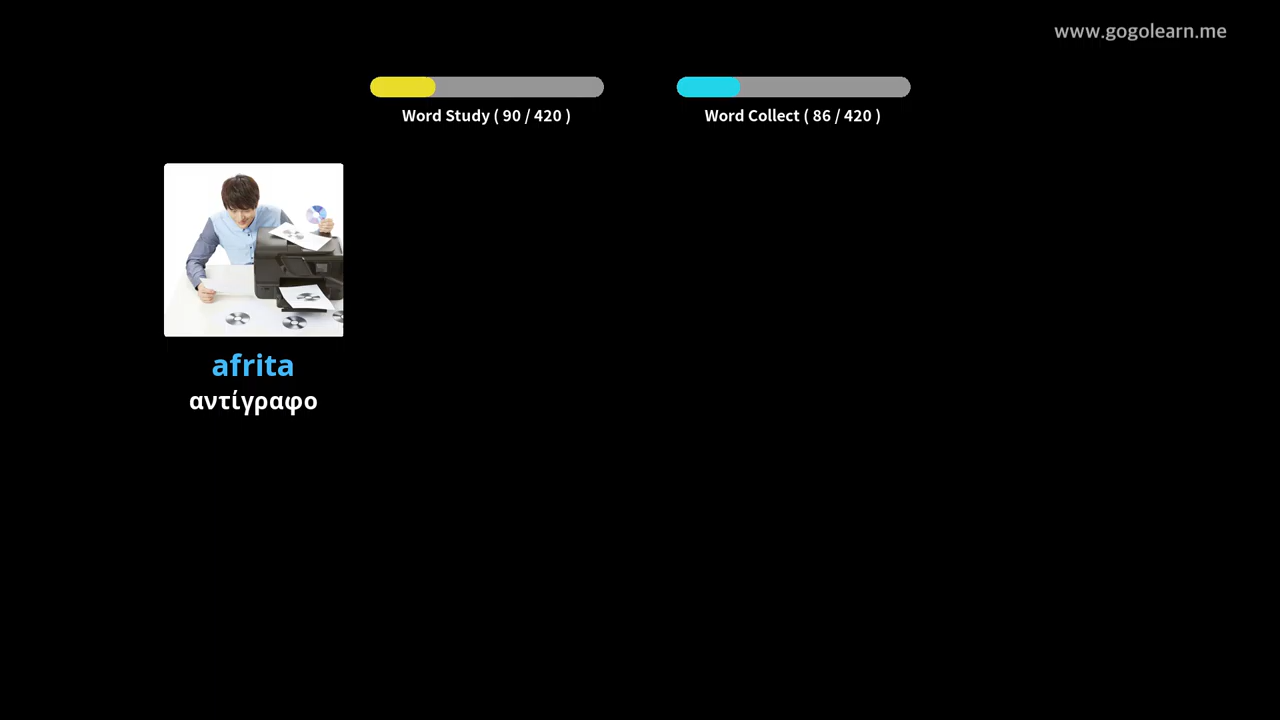 www.gogolearn.me
Word Study ( 90 / 420 )
Word Collect ( 86 / 420 )
afrita
αντίγραφο